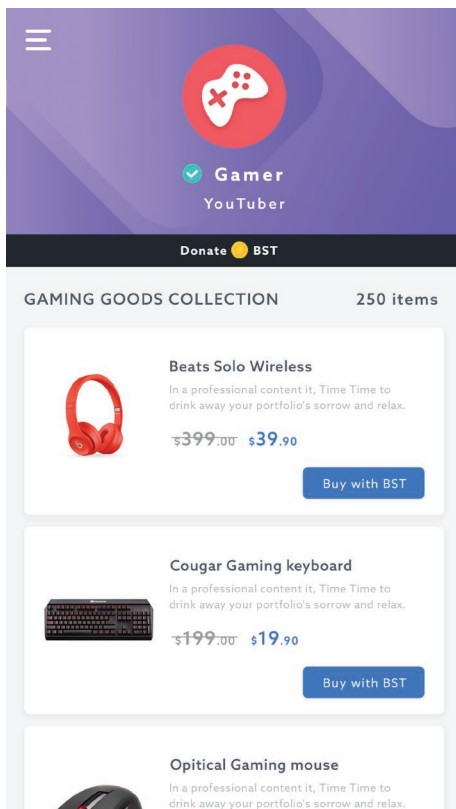 Gamer
YouTuber
Donate BST
GAMING GOODS COLLECTION 250 items
Beats Solo Wireless
In a professional content it, Time Time to
drink away your portfolio's sorrow and relax.
$399.00 $39.90
Buy with BST
Cougar Gaming keyboard
In a professional content it, Time Time to
drink away your portfolio's sorrow and relax.
$199.00 $19.90
Buy with BST
Opitical Gaming mouse
In a professional content it, Time Time to
drink away your portfolio's sorrow and relax.